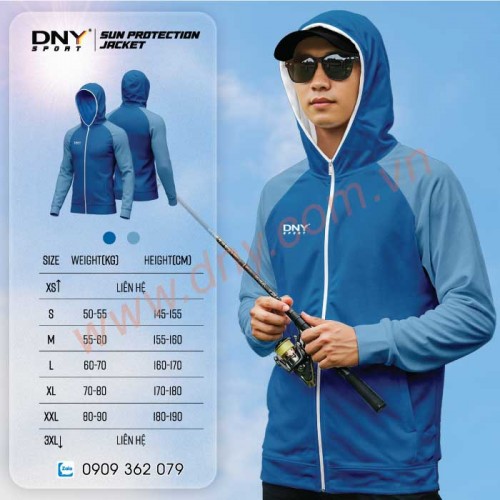 DNY
SPORT
SUN PROTECTION
JACKET
DNY
SIZE WEIGHT(KG) HEIGHT(CM)
XS↑ LIÊN HỆ
S 50-55 145-155
M 55-60 155-160
L 60-70 160-170
XL 70-80 170-180
XXL 80-90 180-190
3XL↓ LIÊN HỆ
Zalo 0909 362 079
DNY
SPORT
www.dny.com.vn